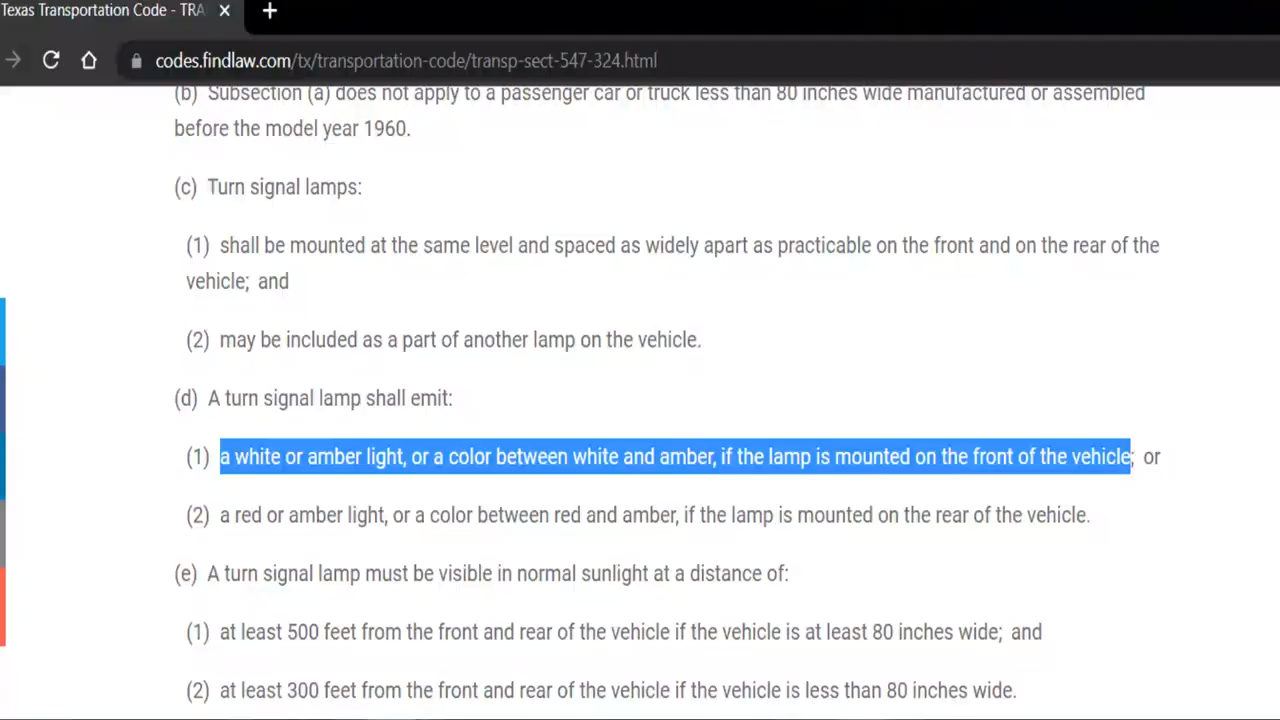 Texas Transportation Code - TRA
codes.findlaw.com/tx/transportation-code/transp-sect-547-324.html
(b) Subsection (a) does not apply to a passenger car or truck less than 80 inches wide manufactured or assembled
before the model year 1960.
(c) Turn signal lamps:
(1) shall be mounted at the same level and spaced as widely apart as practicable on the front and on the rear of the
vehicle; and
(2) may be included as a part of another lamp on the vehicle.
(d) A turn signal lamp shall emit:
(1) a white or amber light, or a color between white and amber, if the lamp is mounted on the front of the vehicle; or
(2) a red or amber light, or a color between red and amber, if the lamp is mounted on the rear of the vehicle.
(e) A turn signal lamp must be visible in normal sunlight at a distance of:
(1) at least 500 feet from the front and rear of the vehicle if the vehicle is at least 80 inches wide; and
(2) at least 300 feet from the front and rear of the vehicle if the vehicle is less than 80 inches wide.